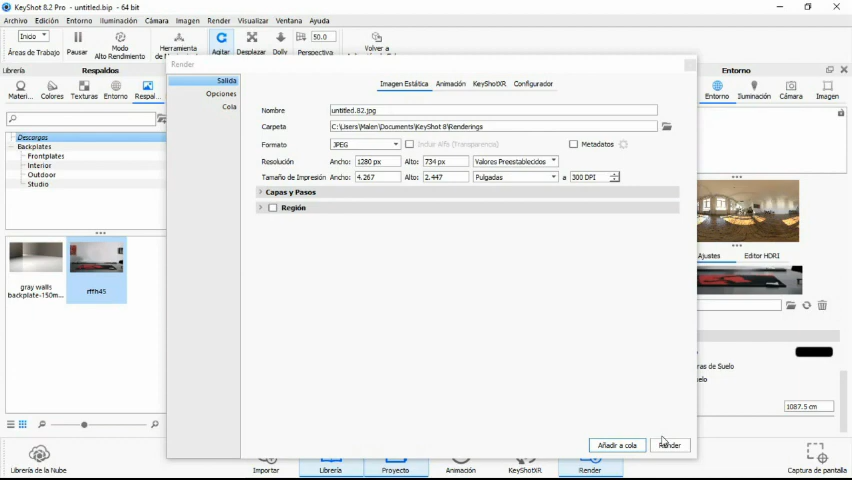 KeyShot 8.2 Pro - untitled.bip - 64 bit
Archivo Edición Entorno Iluminación Cámara Imagen Render Visualizar Ventana Ayuda
Inicio 50.0
Áreas de Trabajo Pausar Modo Alto Rendimiento Herramienta de Agitar Desplazar Dolly Perspectiva Volver a
Librería Respaldos Render Entorno
Materi... Colores Texturas Entorno Respal... Entorno Iluminación Cámara Imagen
Salida
Opciones
Cola
Imagen Estática Animación KeyShotXR Configurador
Nombre untitled.82.jpg
Carpeta C:\Users\Malen\Documents\KeyShot 8\Renderings
Formato JPEG Incluir Alfa (Transparencia) Metadatos
Resolución Ancho: 1280 px Alto: 734 px Valores Preestablecidos
Tamaño de Impresión Ancho: 4.267 Alto: 2.447 Pulgadas a 300 DPI
Capas y Pasos
Región
Descargas
Backplates
Frontplates
Interior
Outdoor
Studio
gray walls
backplate-150m...
rffh45
Ajustes Editor HDRI
ras de Suelo
elo
1087.5 cm
Añadir a cola Render
Librería de la Nube Importar Librería Proyecto Animación KeyShotXR Render Captura de pantalla